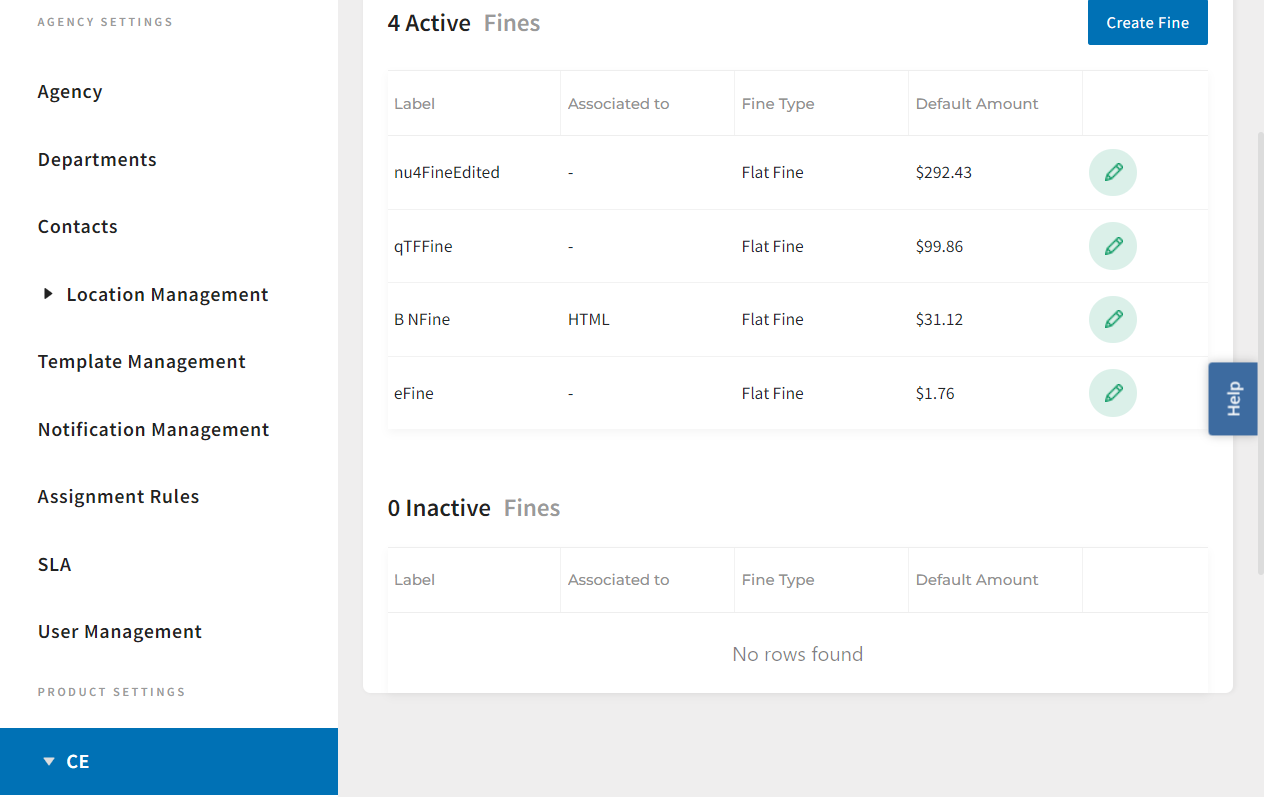 AGENCY SETTINGS
Agency
Departments
Contacts
Location Management
Template Management
Notification Management
Assignment Rules
SLA
User Management
PRODUCT SETTINGS
CE
4 Active Fines
Create Fine
Label Associated to Fine Type Default Amount
nu4FineEdited - Flat Fine $292.43
qTFFine - Flat Fine $99.86
B NFine HTML Flat Fine $31.12
eFine - Flat Fine $1.76
0 Inactive Fines
Label Associated to Fine Type Default Amount
No rows found
Help